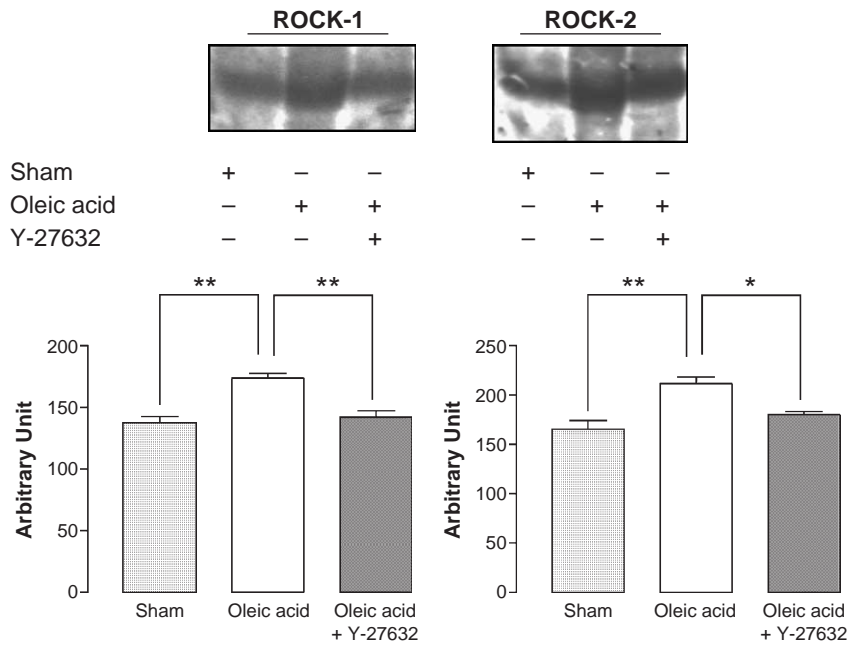 ROCK-1 ROCK-2
Sham + – – + – –
Oleic acid – + + – + +
Y-27632 – – + – – +
** ** ** *
Arbitrary Unit
200
150
100
50
0
Sham Oleic acid Oleic acid
+ Y-27632
Arbitrary Unit
250
200
150
100
50
0
Sham Oleic acid Oleic acid
+ Y-27632